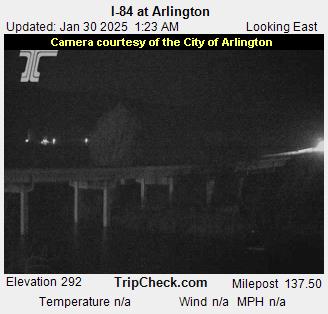 I-84 at Arlington
Updated: Jan 30 2025 1:23 AM Looking East
Camera courtesy of the City of Arlington
Elevation 292 TripCheck.com Milepost 137.50
Temperature n/a Wind n/a MPH n/a